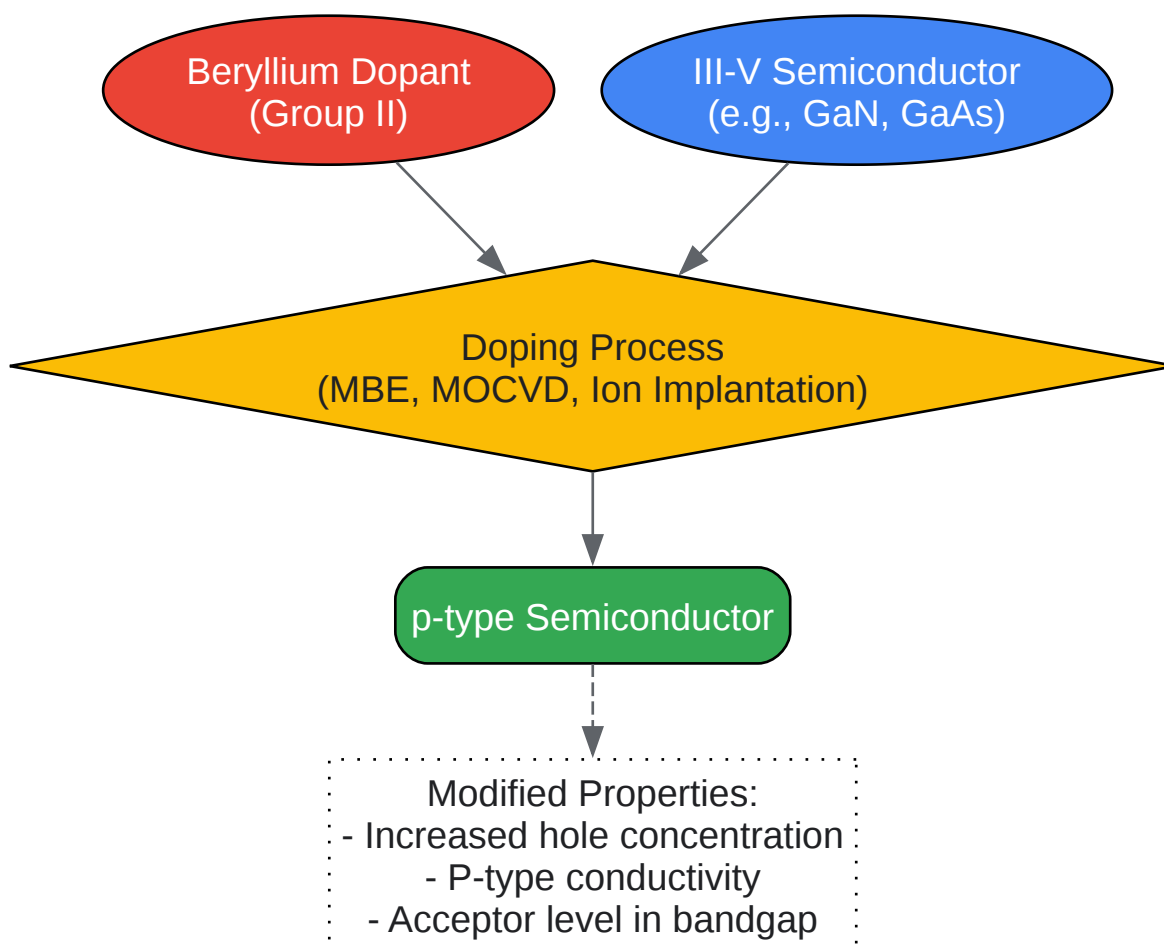 Beryllium Dopant
(Group II)
III-V Semiconductor
(e.g., GaN, GaAs)
Doping Process
(MBE, MOCVD, Ion Implantation)
p-type Semiconductor
Modified Properties:
- Increased hole concentration
- P-type conductivity
- Acceptor level in bandgap